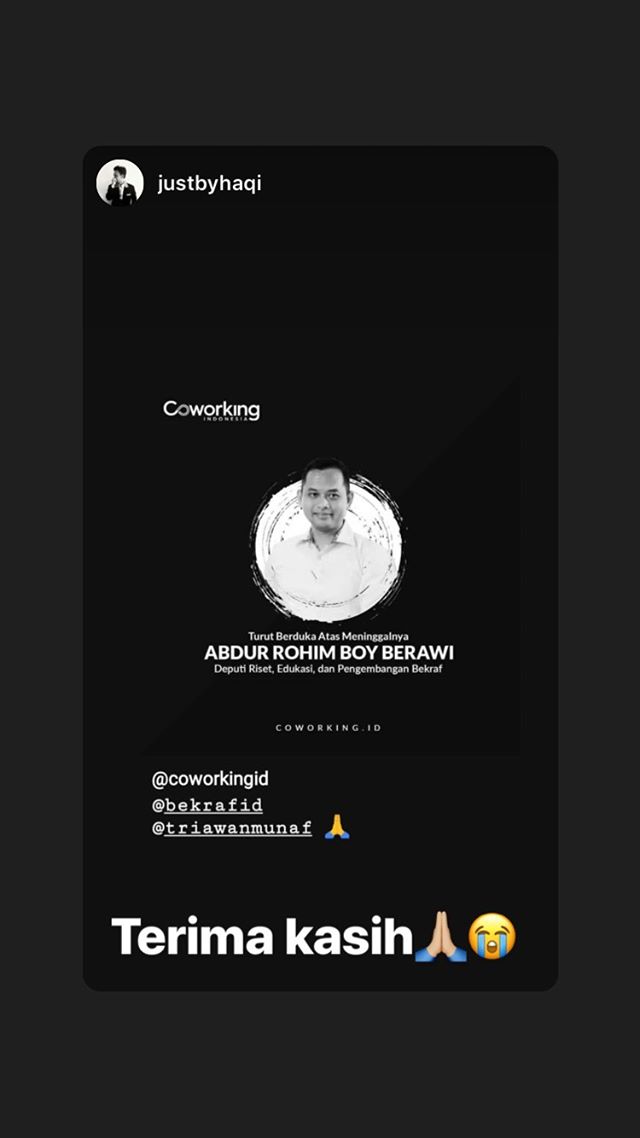 justbyhaqi
Coworking
INDONESIA
Turut Berduka Atas Meninggalnya
ABDUR ROHIM BOY BERAWI
Deputi Riset, Edukasi, dan Pengembangan Bekraf
COWORKING.ID
@coworkingid
@bekrafid
@triawanmunaf 🙏
Terima kasih🙏🏼😭